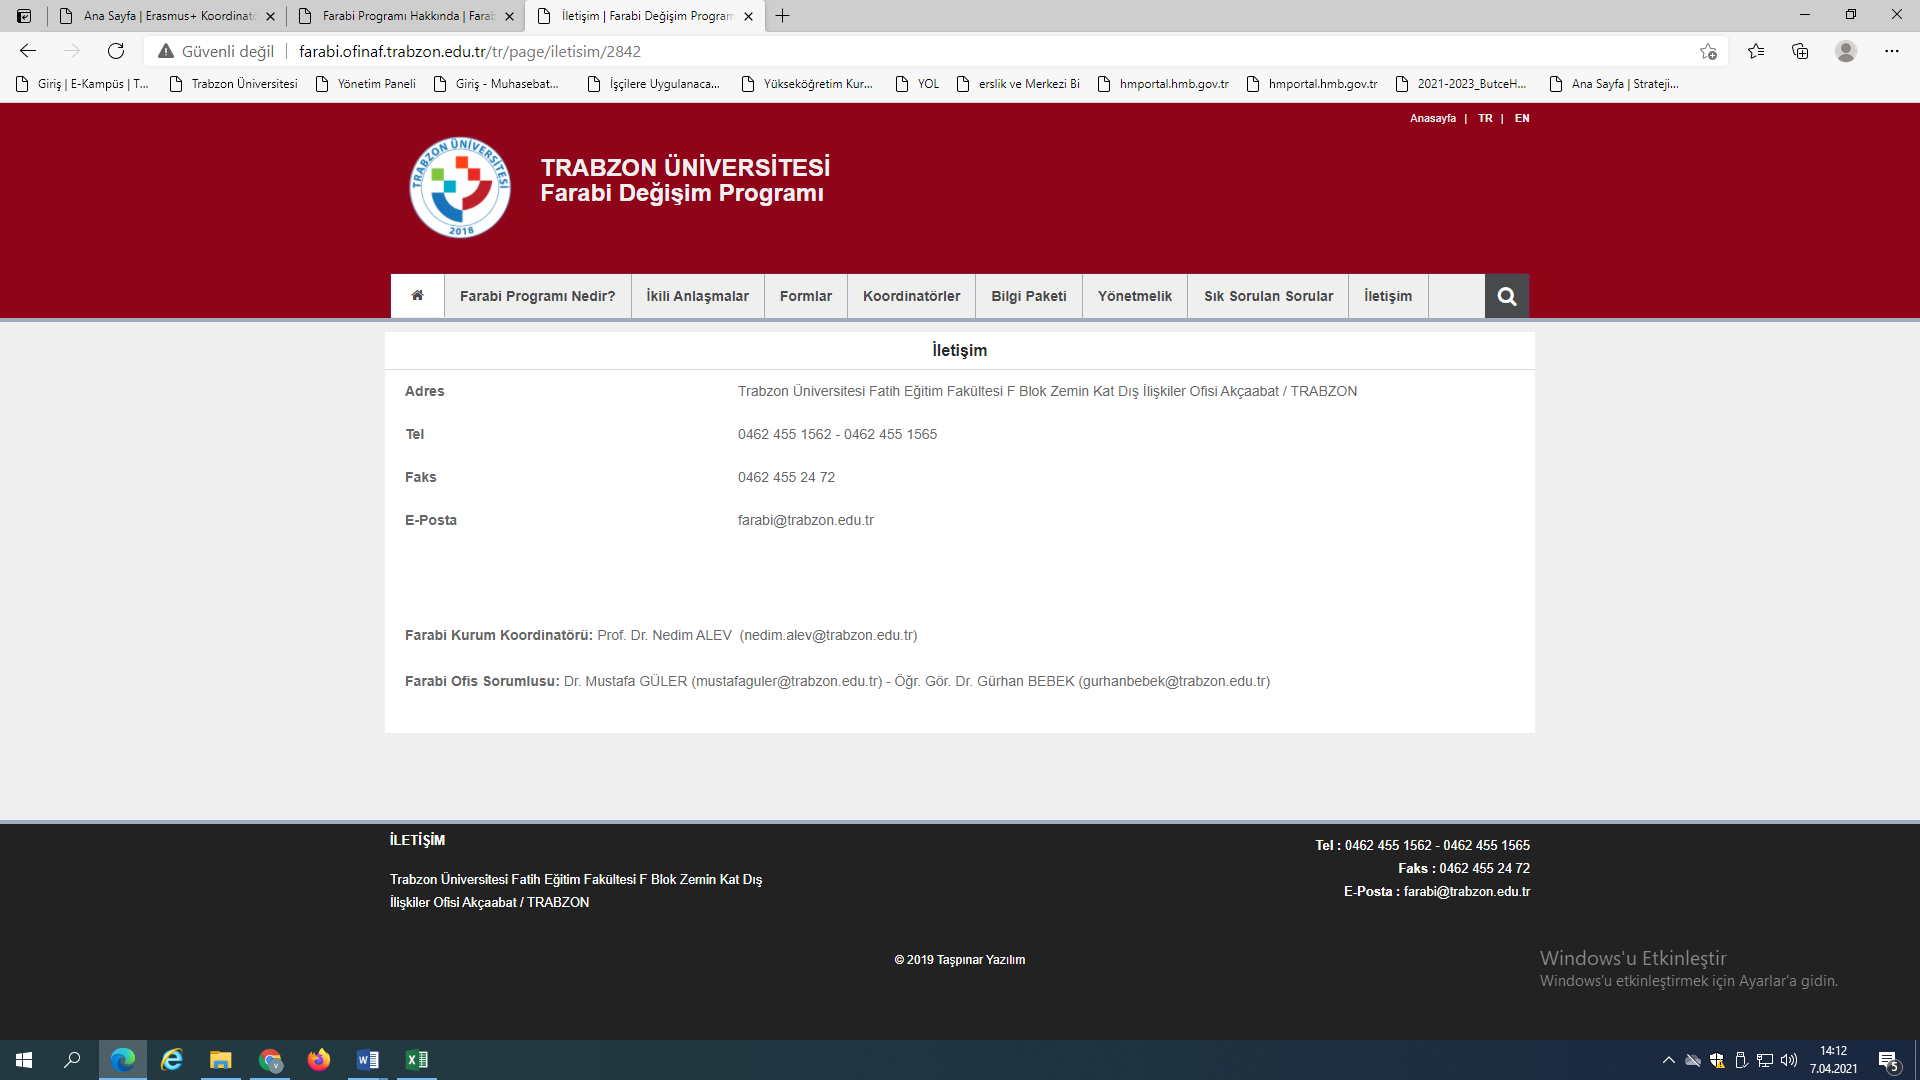 Ana Sayfa | Erasmus+ Koordinatö
Farabi Programı Hakkında | Farab
İletişim | Farabi Değişim Program
Güvenli değil
farabi.ofinaf.trabzon.edu.tr/tr/page/iletisim/2842
Giriş | E-Kampüs | T...
Trabzon Üniversitesi
Yönetim Paneli
Giriş - Muhasebat...
İşçilere Uygulanaca...
Yükseköğretim Kur...
YOL
erslik ve Merkezi Bi
hmportal.hmb.gov.tr
hmportal.hmb.gov.tr
2021-2023_ButceH...
Ana Sayfa | Strateji...
Anasayfa | TR | EN
TRABZON ÜNİVERSİTESİ
2018
TRABZON ÜNİVERSİTESİ
Farabi Değişim Programı
Farabi Programı Nedir?
İkili Anlaşmalar
Formlar
Koordinatörler
Bilgi Paketi
Yönetmelik
Sık Sorulan Sorular
İletişim
İletişim
Adres Trabzon Üniversitesi Fatih Eğitim Fakültesi F Blok Zemin Kat Dış İlişkiler Ofisi Akçaabat / TRABZON
Tel 0462 455 1562 - 0462 455 1565
Faks 0462 455 24 72
E-Posta farabi@trabzon.edu.tr
Farabi Kurum Koordinatörü: Prof. Dr. Nedim ALEV (nedim.alev@trabzon.edu.tr)
Farabi Ofis Sorumlusu: Dr. Mustafa GÜLER (mustafaguler@trabzon.edu.tr) - Öğr. Gör. Dr. Gürhan BEBEK (gurhanbebek@trabzon.edu.tr)
İLETİŞİM
Trabzon Üniversitesi Fatih Eğitim Fakültesi F Blok Zemin Kat Dış
İlişkiler Ofisi Akçaabat / TRABZON
Tel : 0462 455 1562 - 0462 455 1565
Faks : 0462 455 24 72
E-Posta : farabi@trabzon.edu.tr
© 2019 Taşpınar Yazılım
Windows'u Etkinleştir
Windows'u etkinleştirmek için Ayarlar'a gidin.
14:12
7.04.2021
5